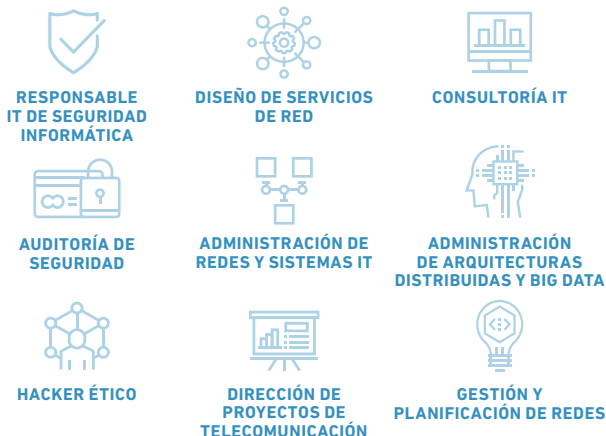 RESPONSABLE
IT DE SEGURIDAD
INFORMÁTICA
DISEÑO DE SERVICIOS
DE RED
CONSULTORÍA IT
AUDITORÍA DE
SEGURIDAD
ADMINISTRACIÓN DE
REDES Y SISTEMAS IT
ADMINISTRACIÓN
DE ARQUITECTURAS
DISTRIBUIDAS Y BIG DATA
HACKER ÉTICO
DIRECCIÓN DE
PROYECTOS DE
TELECOMUNICACIÓN
GESTIÓN Y
PLANIFICACIÓN DE REDES